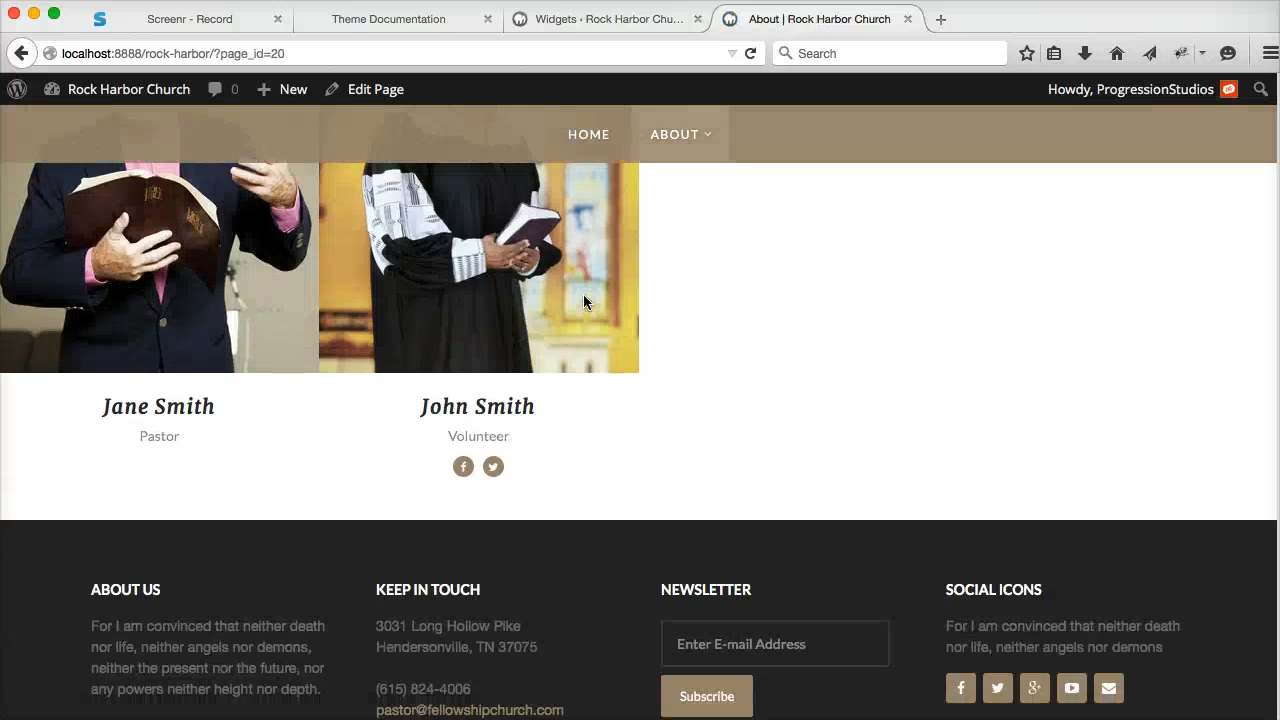 Screenr - Record
Theme Documentation
Widgets ‹ Rock Harbor Chu...
About | Rock Harbor Church
localhost:8888/rock-harbor/?page_id=20
Search
Rock Harbor Church
0
New
Edit Page
Howdy, ProgressionStudios
HOME
ABOUT
Jane Smith
Pastor
John Smith
Volunteer
ABOUT US
For I am convinced that neither death
nor life, neither angels nor demons,
neither the present nor the future, nor
any powers neither height nor depth.
KEEP IN TOUCH
3031 Long Hollow Pike
Hendersonville, TN 37075
(615) 824-4006
pastor@fellowshipchurch.com
NEWSLETTER
Enter E-mail Address
Subscribe
SOCIAL ICONS
For I am convinced that neither death
nor life, neither angels nor demons